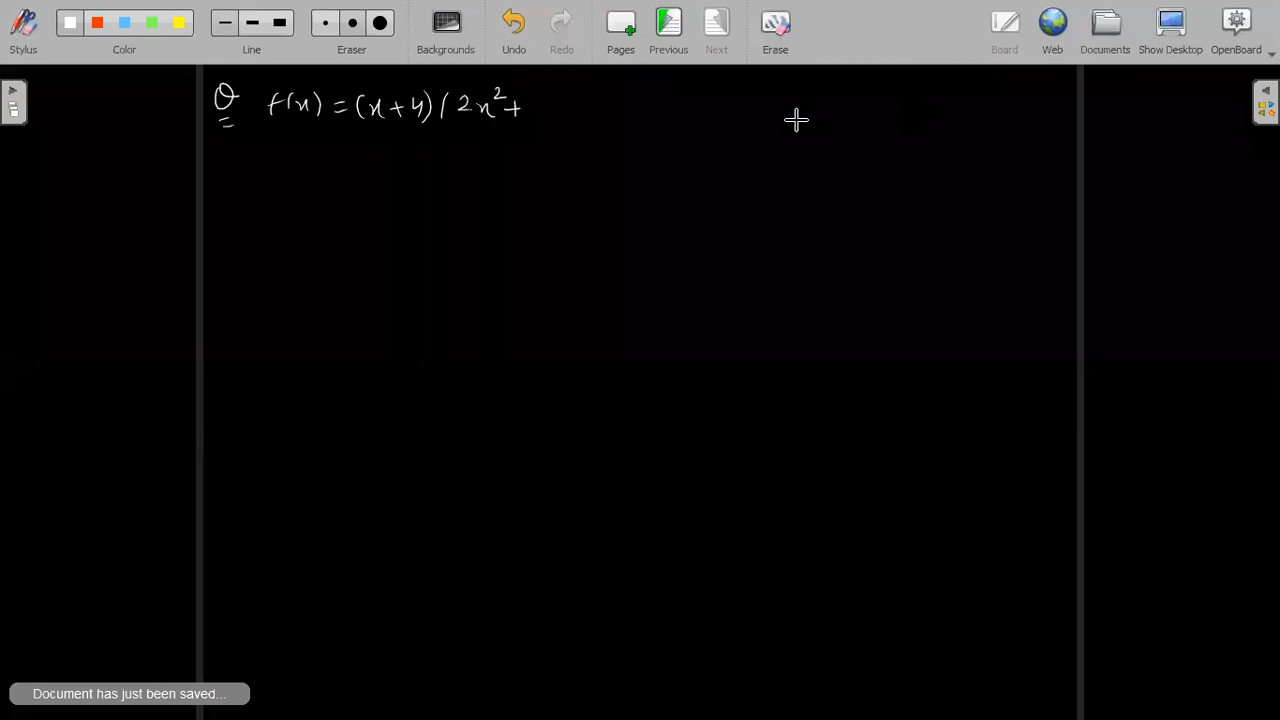 Stylus Color Line Eraser Backgrounds Undo Redo Pages Previous Next Erase Board Web Documents Show Desktop OpenBoard
Q f(x) = (x + 4) ( 2x² +
Document has just been saved...